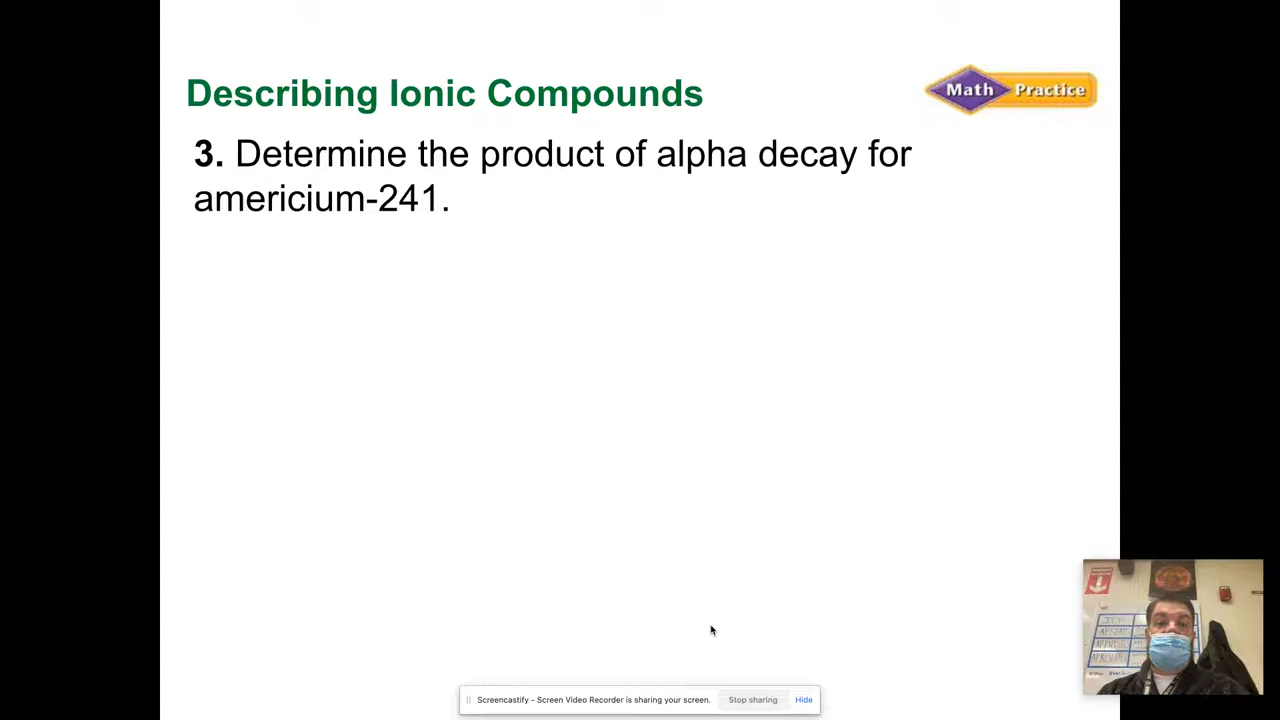 Describing Ionic Compounds
Math Practice
3. Determine the product of alpha decay for
americium-241.
Screencastify - Screen Video Recorder is sharing your screen.
Stop sharing
Hide